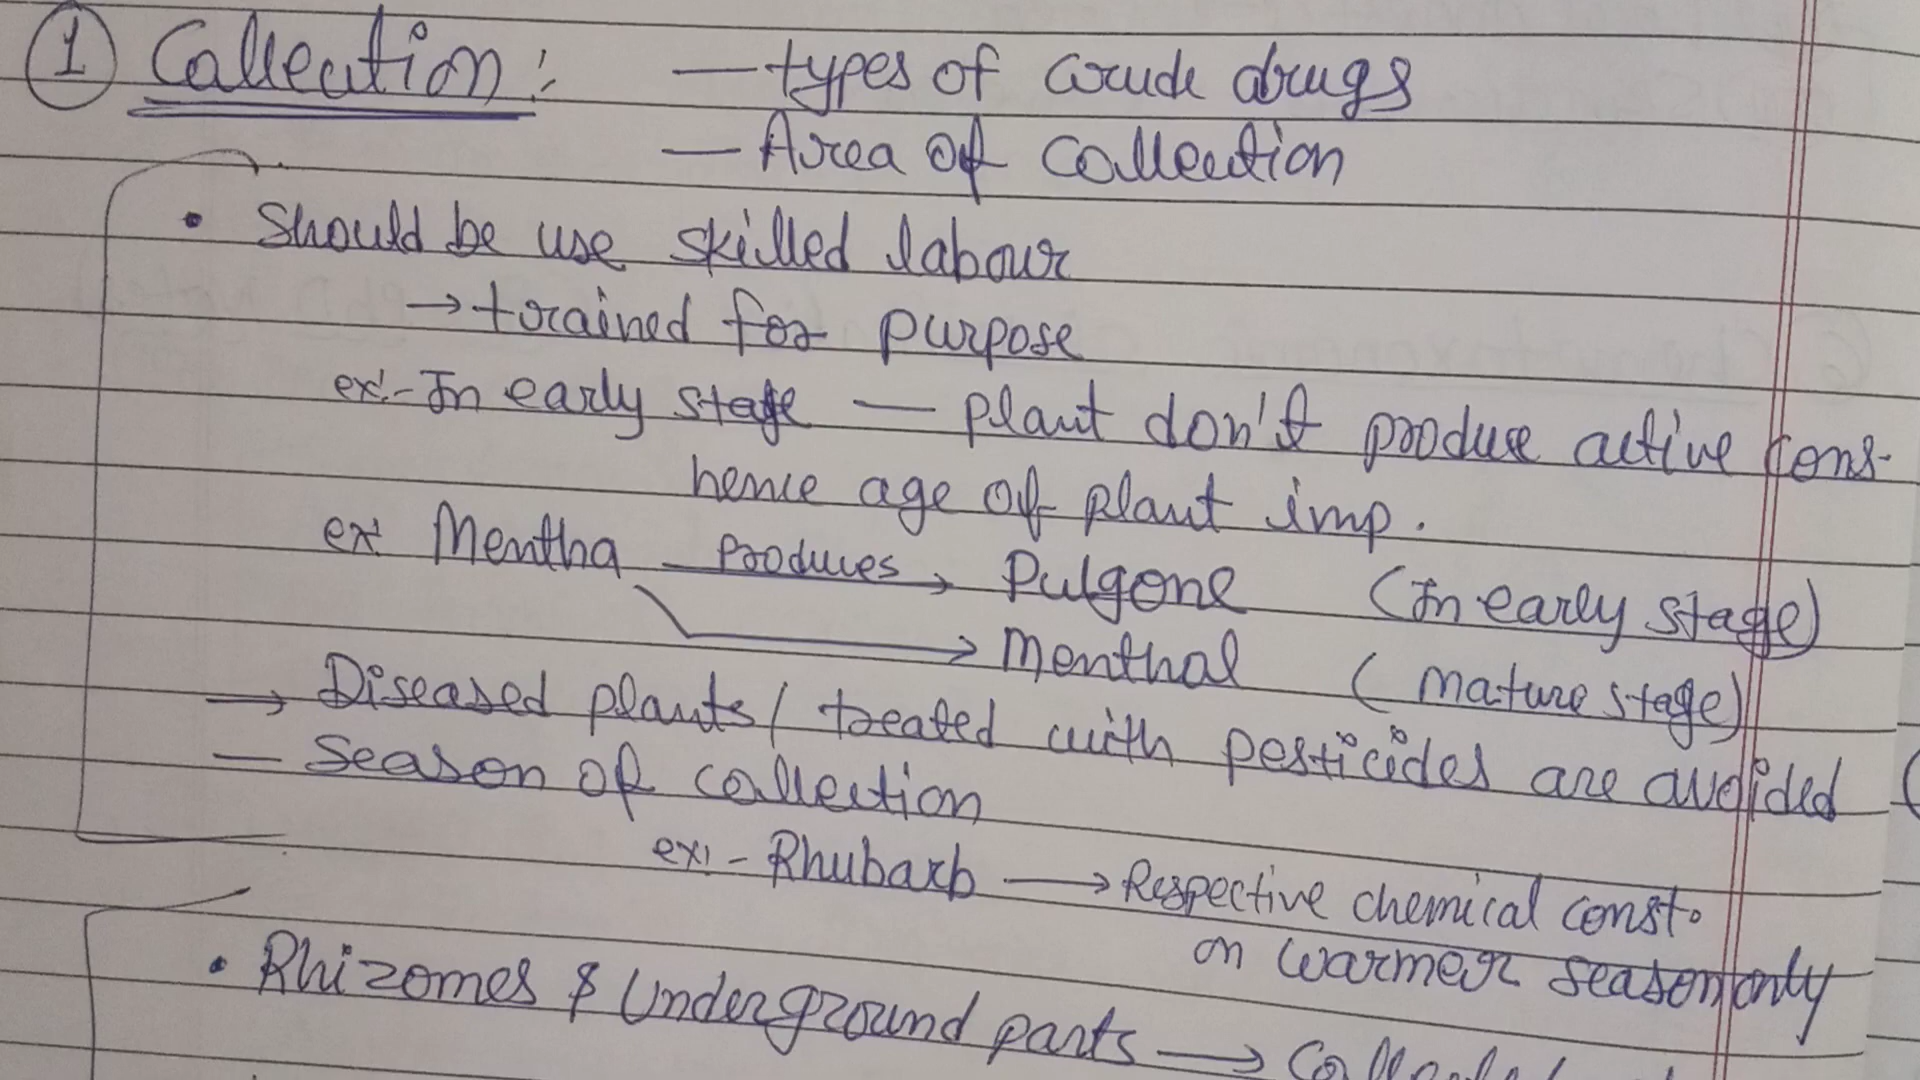 ① Collection :- — types of crude drugs
— Area of Collection
• Should be use skilled labour
→ trained for purpose
ex:- In early stage — plant don't produce active Cons.
hence age of plant imp.
ex: Mentha produces → Pulgone (In early stage)
→ Menthal (mature stage)
→ Diseased plants / treated with pesticides are avoided (
— Season of collection
ex:- Rhubarb → Respective chemical const.
on warmer season only
• Rhizomes & Underground parts →